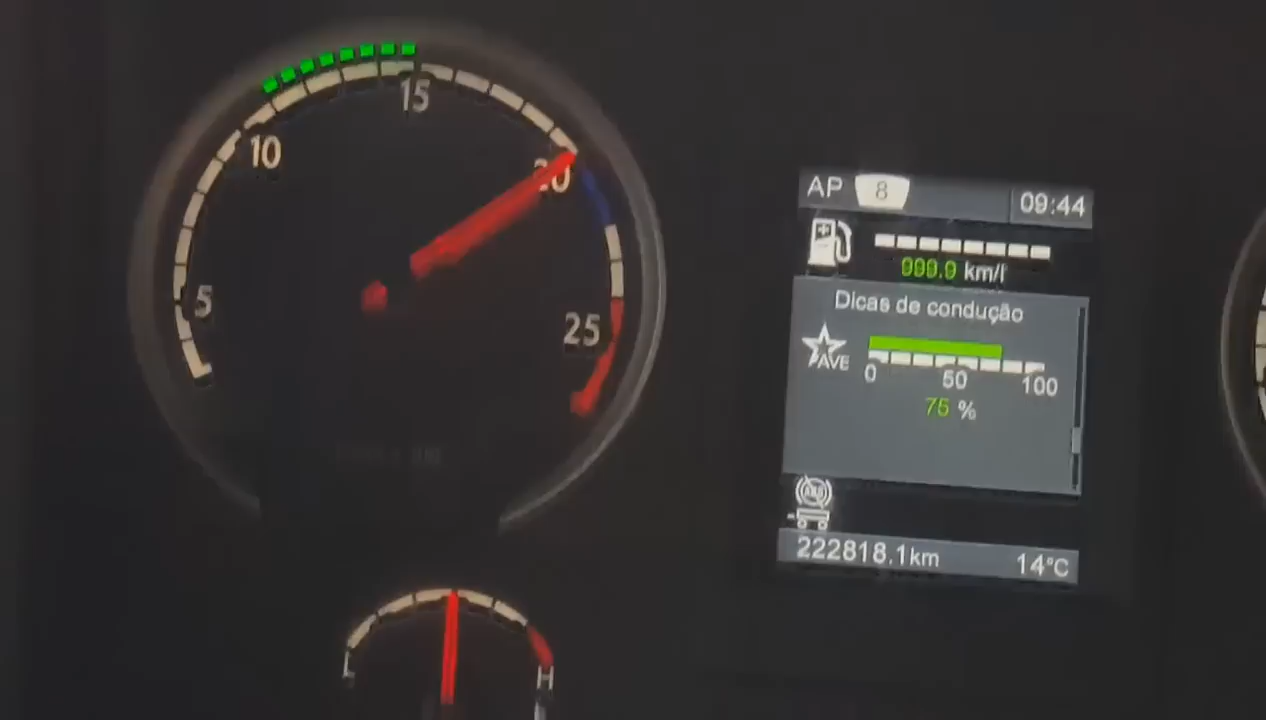 5
10
15
20
25
L
H
AP 8 09:44
999.9 km/l
Dicas de condução
AVE
0 50 100
75 %
ABS
222818.1km 14°C